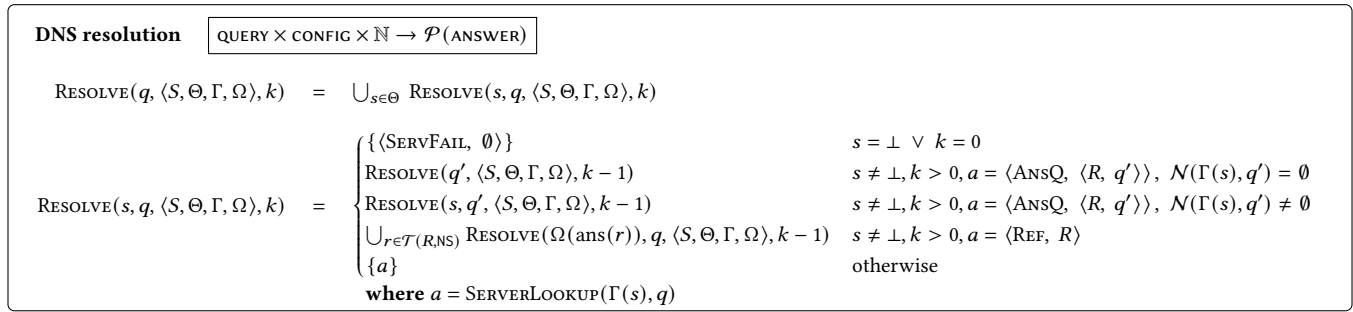 DNS resolution QUERY × CONFIG × ℕ → 𝒫(ANSWER)
RESOLVE(q, ⟨S, Θ, Γ, Ω⟩, k) = ⋃s∈Θ RESOLVE(s, q, ⟨S, Θ, Γ, Ω⟩, k)
{⟨SERVFAIL, ∅⟩} s = ⊥ ∨ k = 0
RESOLVE(q′, ⟨S, Θ, Γ, Ω⟩, k − 1) s ≠ ⊥, k > 0, a = ⟨ANSQ, ⟨R, q′⟩⟩, 𝒩(Γ(s), q′) = ∅
RESOLVE(s, q, ⟨S, Θ, Γ, Ω⟩, k) = { RESOLVE(s, q′, ⟨S, Θ, Γ, Ω⟩, k − 1) s ≠ ⊥, k > 0, a = ⟨ANSQ, ⟨R, q′⟩⟩, 𝒩(Γ(s), q′) ≠ ∅
⋃r∈𝒯(R,NS) RESOLVE(Ω(ans(r)), q, ⟨S, Θ, Γ, Ω⟩, k − 1) s ≠ ⊥, k > 0, a = ⟨REF, R⟩
{a} otherwise
where a = SERVERLOOKUP(Γ(s), q)